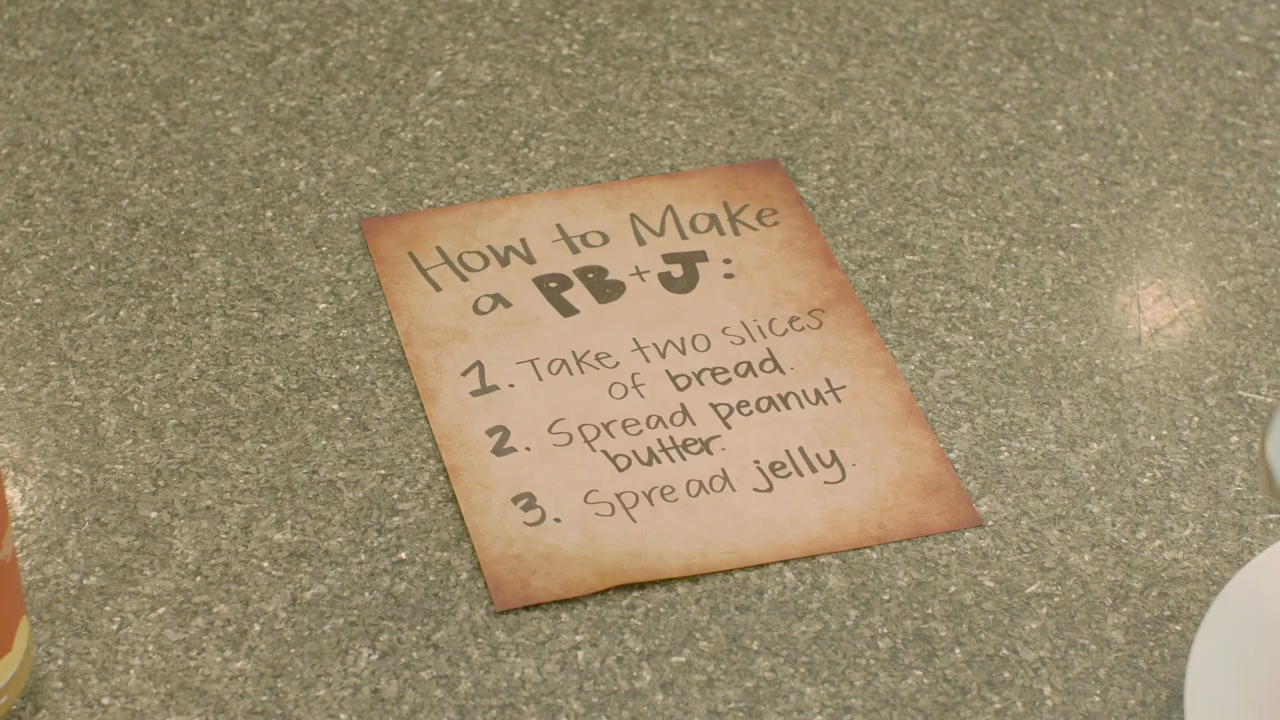 How to Make
a PB+J:
1. Take two slices
of bread.
2. Spread peanut
butter.
3. Spread jelly.